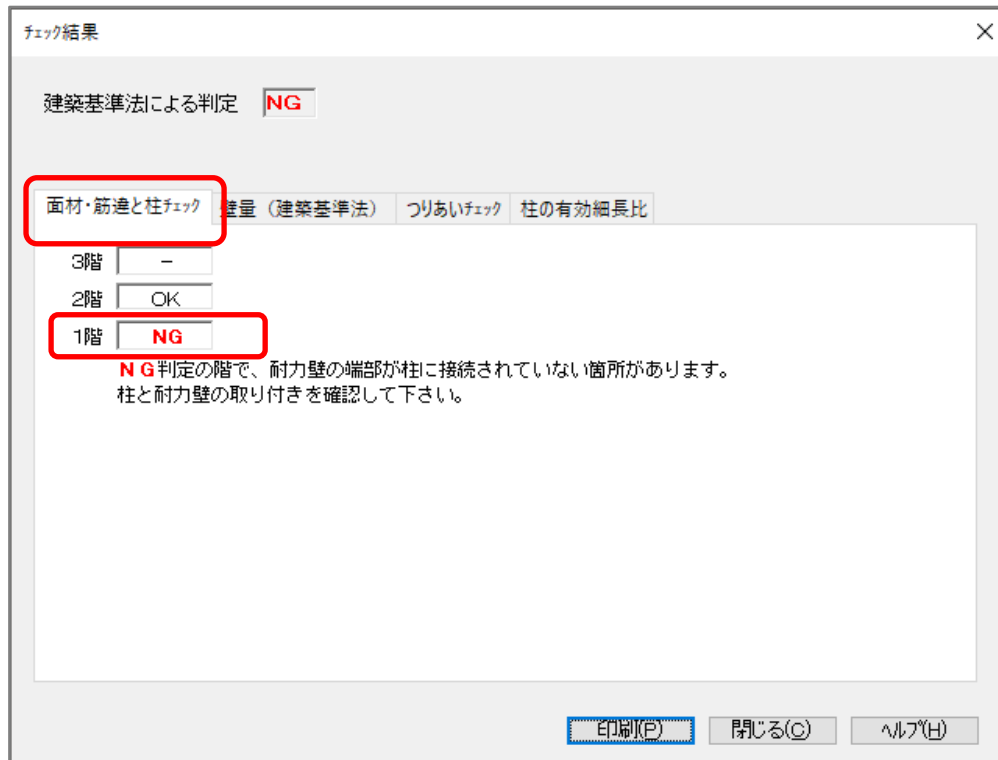 チェック結果
建築基準法による判定 NG
面材・筋違と柱チェック 壁量（建築基準法） つりあいチェック 柱の有効細長比
3階 －
2階 OK
1階 NG
ＮＧ判定の階で、耐力壁の端部が柱に接続されていない箇所があります。
柱と耐力壁の取り付きを確認して下さい。
印刷(P) 閉じる(C) ヘルプ(H)